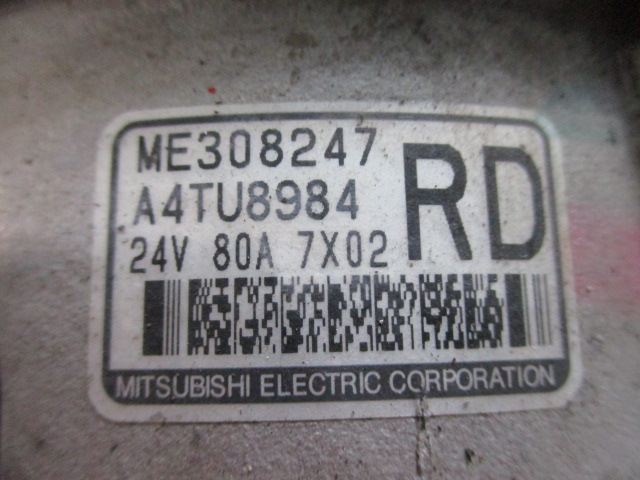 ME308247
A4TU8984
RD
24V 80A 7X02
MITSUBISHI ELECTRIC CORPORATION